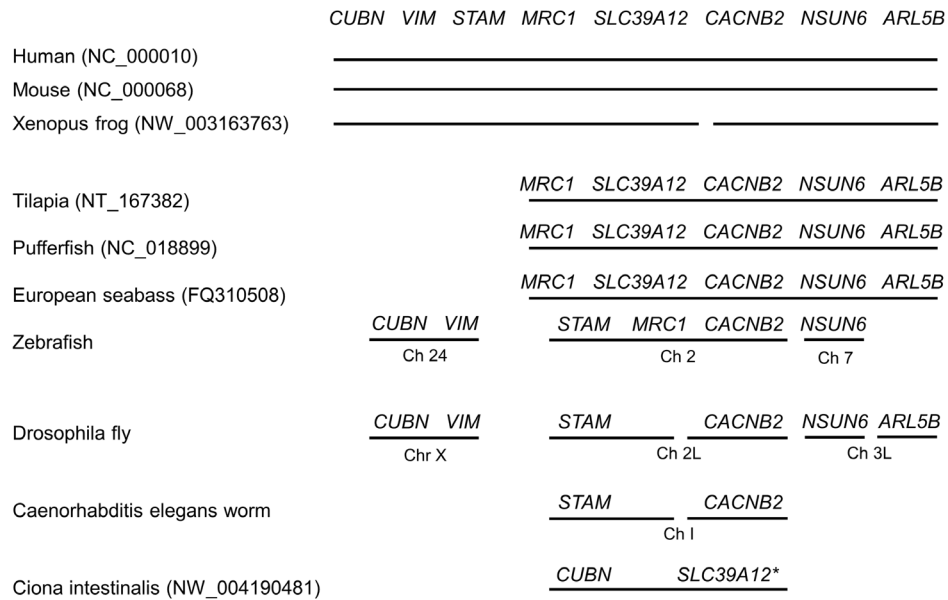 CUBN VIM STAM MRC1 SLC39A12 CACNB2 NSUN6 ARL5B
Human (NC_000010)
Mouse (NC_000068)
Xenopus frog (NW_003163763)
MRC1 SLC39A12 CACNB2 NSUN6 ARL5B
Tilapia (NT_167382)
MRC1 SLC39A12 CACNB2 NSUN6 ARL5B
Pufferfish (NC_018899)
MRC1 SLC39A12 CACNB2 NSUN6 ARL5B
European seabass (FQ310508)
CUBN VIM STAM MRC1 CACNB2 NSUN6
Zebrafish
Ch 24 Ch 2 Ch 7
CUBN VIM STAM CACNB2 NSUN6 ARL5B
Drosophila fly
Chr X Ch 2L Ch 3L
STAM CACNB2
Caenorhabditis elegans worm
Ch I
CUBN SLC39A12*
Ciona intestinalis (NW_004190481)